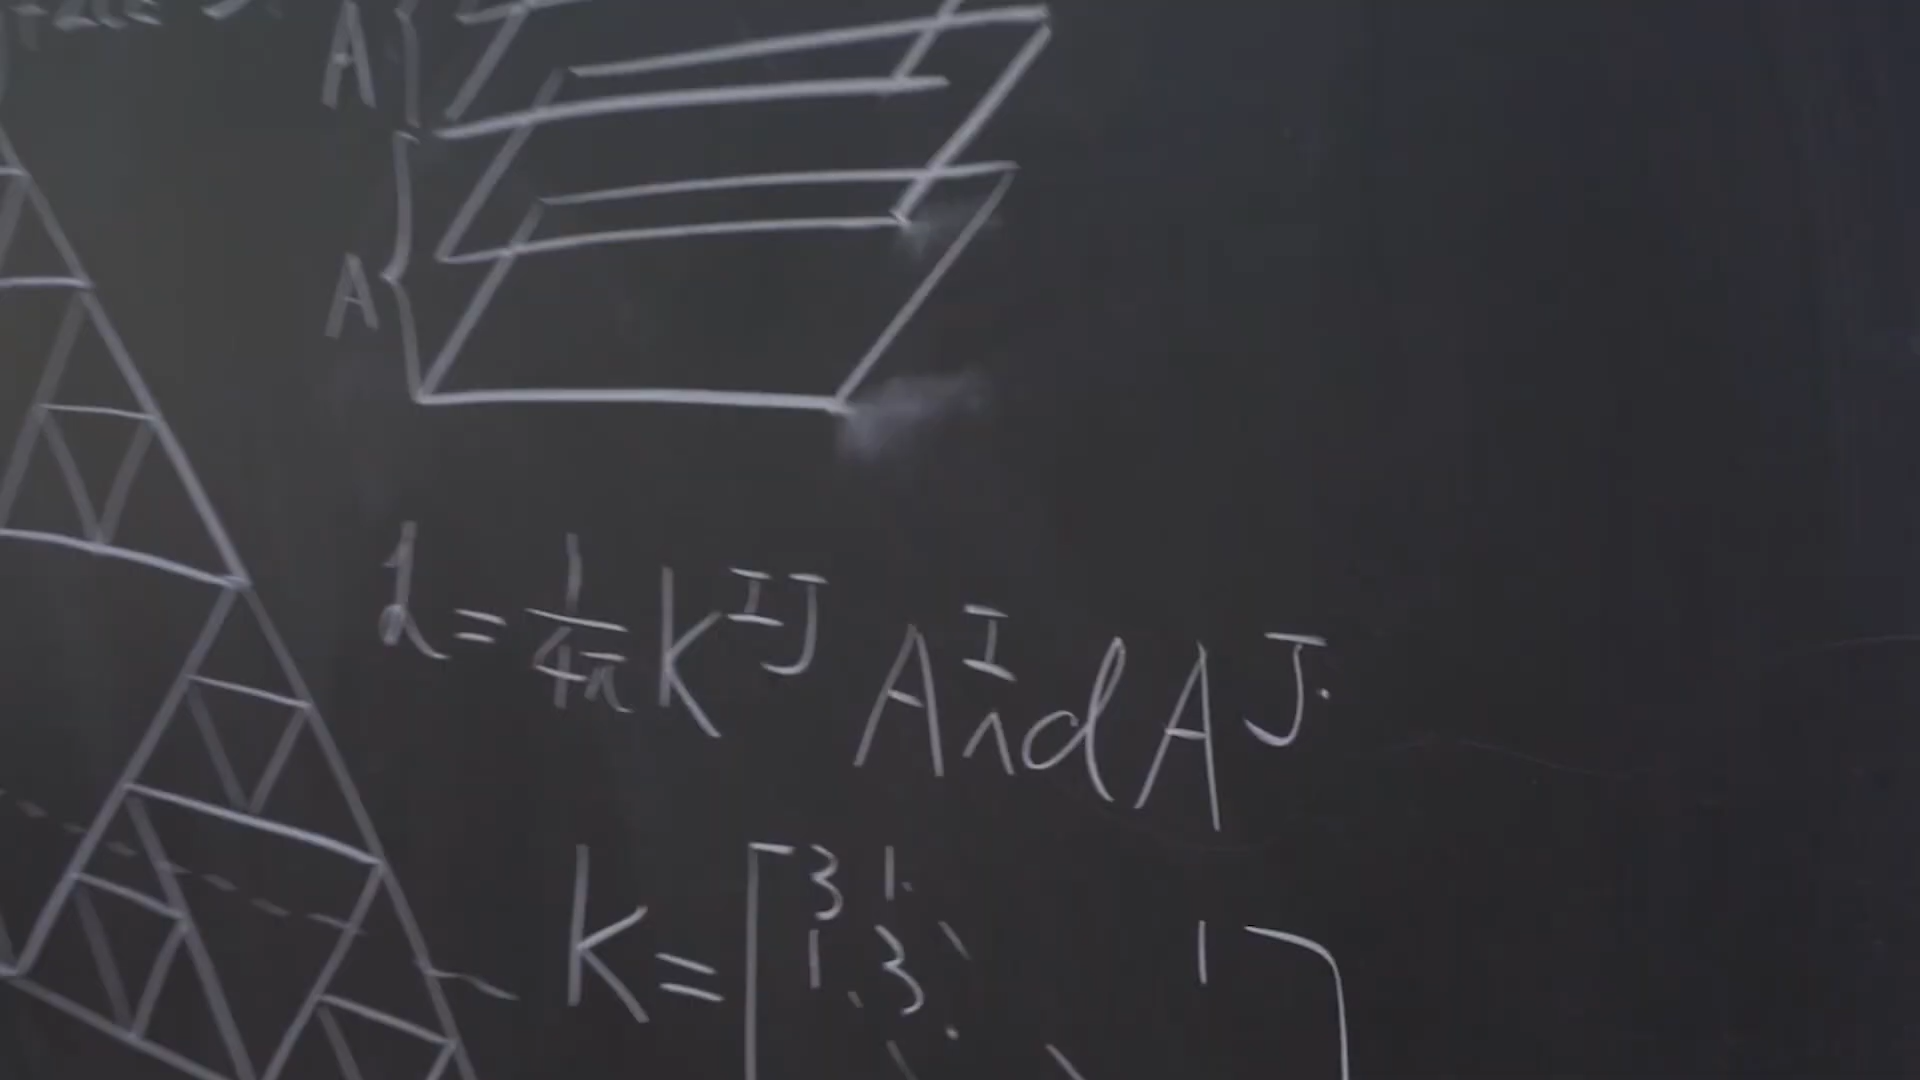 A
A
L = 1/4π K^{IJ} A^I ∧ dA^J.
K = [3 1 . 1
1 3